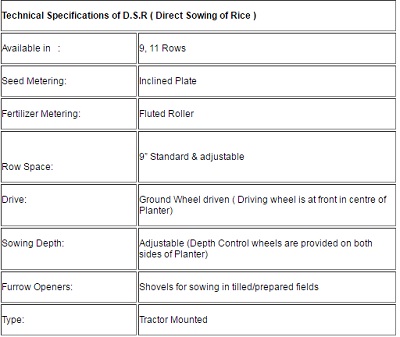 Technical Specifications of D.S.R ( Direct Sowing of Rice )
Available in  : 9, 11 Rows
Seed Metering: Inclined Plate
Fertilizer Metering: Fluted Roller
Row Space: 9" Standard & adjustable
Drive: Ground Wheel driven ( Driving wheel is at front in centre of
Planter)
Sowing Depth: Adjustable (Depth Control wheels are provided on both
sides of Planter)
Furrow Openers: Shovels for sowing in tilled/prepared fields
Type: Tractor Mounted